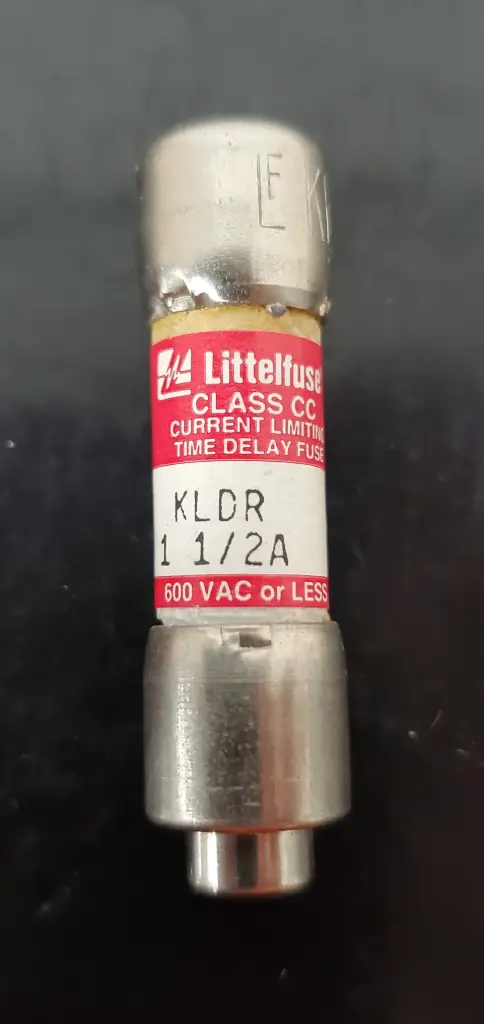 Littelfuse
CLASS CC
CURRENT LIMITING
TIME DELAY FUSE
KLDR
1 1/2A
600 VAC or LESS